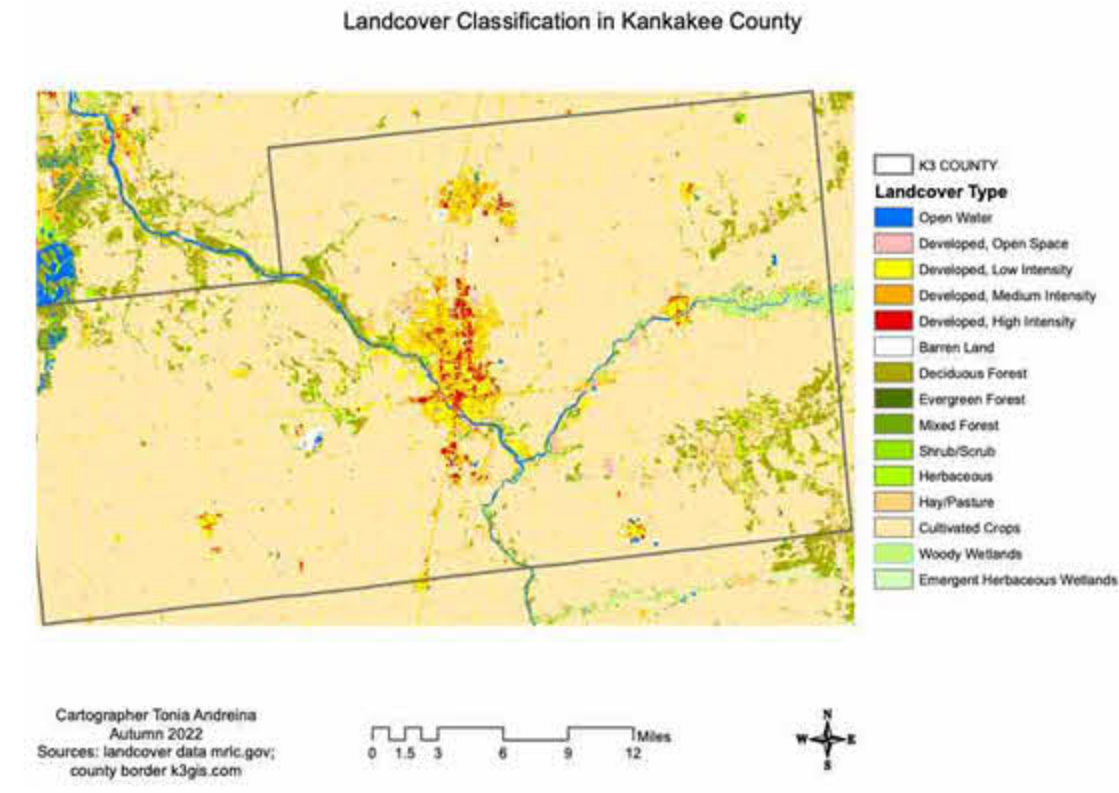 Landcover Classification in Kankakee County
K3 COUNTY
Landcover Type
Open Water
Developed, Open Space
Developed, Low Intensity
Developed, Medium Intensity
Developed, High Intensity
Barren Land
Deciduous Forest
Evergreen Forest
Mixed Forest
Shrub/Scrub
Herbaceous
Hay/Pasture
Cultivated Crops
Woody Wetlands
Emergent Herbaceous Wetlands
Cartographer Tonia Andreina
Autumn 2022
Sources: landcover data mrlc.gov;
county border k3gis.com
Miles
0 1.5 3 6 9 12
N
W E
S